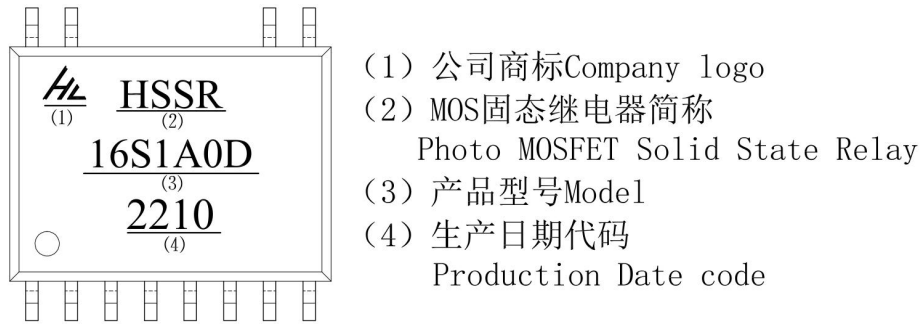 HL HSSR
(1) (2)
16S1A0D
(3)
2210
(4)
(1) 公司商标Company logo
(2) MOS固态继电器简称
Photo MOSFET Solid State Relay
(3) 产品型号Model
(4) 生产日期代码
Production Date code